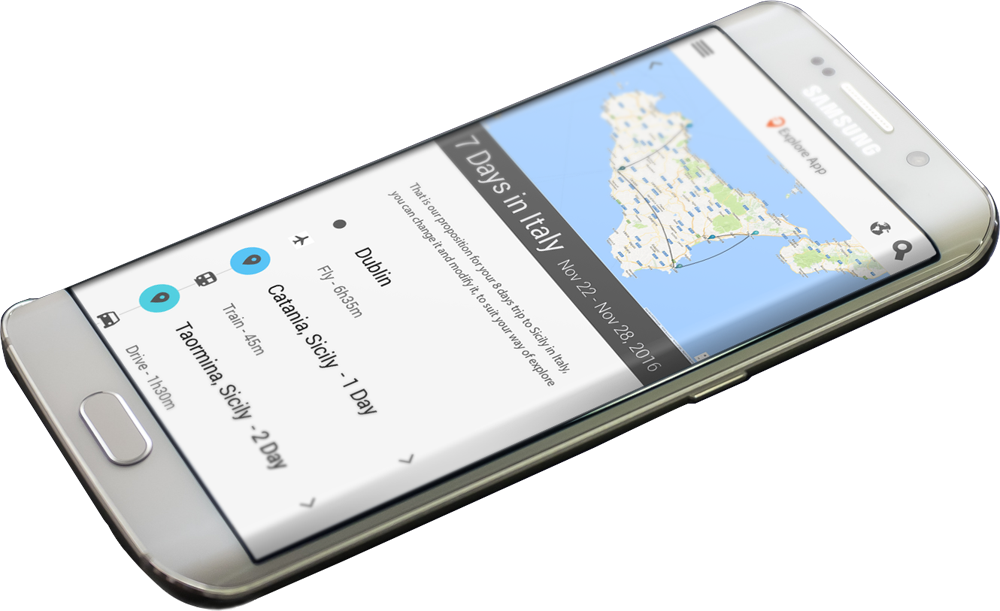 SAMSUNG
Explore App
7 Days in Italy
Nov 22 - Nov 28, 2016
That is our proposition for your 8 days trip to Sicily in Italy,
you can change it and modify it, to suit your way of explore
Dublin
Fly - 6h35m
Catania, Sicily - 1 Day
Train - 45m
Taormina, Sicily - 2 Day
Drive - 1h30m